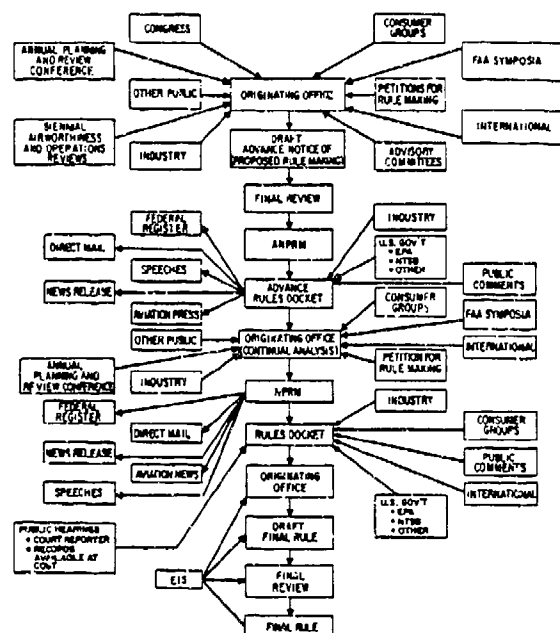 CONGRESS
CONSUMER
GROUPS
ANNUAL PLANNING
AND REVIEW
CONFERENCE
FAA SYMPOSIA
OTHER PUBLIC
ORIGINATING OFFICE
PETITIONS FOR
RULE MAKING
BIENNIAL
AIRWORTHINESS
AND OPERATIONS
REVIEWS
INDUSTRY
DRAFT
ADVANCE NOTICE OF
PROPOSED RULE MAKING
ADVISORY
COMMITTEES
INTERNATIONAL
FINAL REVIEW
ANPRM
FEDERAL
REGISTER
INDUSTRY
DIRECT MAIL
SPEECHES
U.S. GOV'T
• EPA
• NTSB
• OTHER
NEWS RELEASE
ADVANCE
RULES DOCKET
PUBLIC
COMMENTS
AVIATION PRESS
CONSUMER
GROUPS
FAA SYMPOSIA
OTHER PUBLIC
ORIGINATING OFFICE
(CONTINUAL ANALYSIS)
INTERNATIONAL
ANNUAL
PLANNING AND
REVIEW CONFERENCE
INDUSTRY
PETITION FOR
RULE MAKING
FEDERAL
REGISTER
NPRM
INDUSTRY
DIRECT MAIL
RULES DOCKET
CONSUMER
GROUPS
NEWS RELEASE
PUBLIC
COMMENTS
AVIATION NEWS
ORIGINATING
OFFICE
SPEECHES
INTERNATIONAL
U.S. GOV'T
• EPA
• NTSB
• OTHER
PUBLIC HEARINGS
• COURT REPORTER
• RECORDS
AVAILABLE AT
COST
DRAFT
FINAL RULE
EIS
FINAL
REVIEW
FINAL RULE